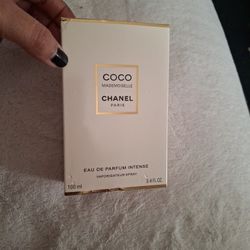 COCO
MADEMOISELLE
CHANEL
PARIS
EAU DE PARFUM INTENSE
VAPORISATEUR SPRAY
100 ml
3.4 FL. OZ.